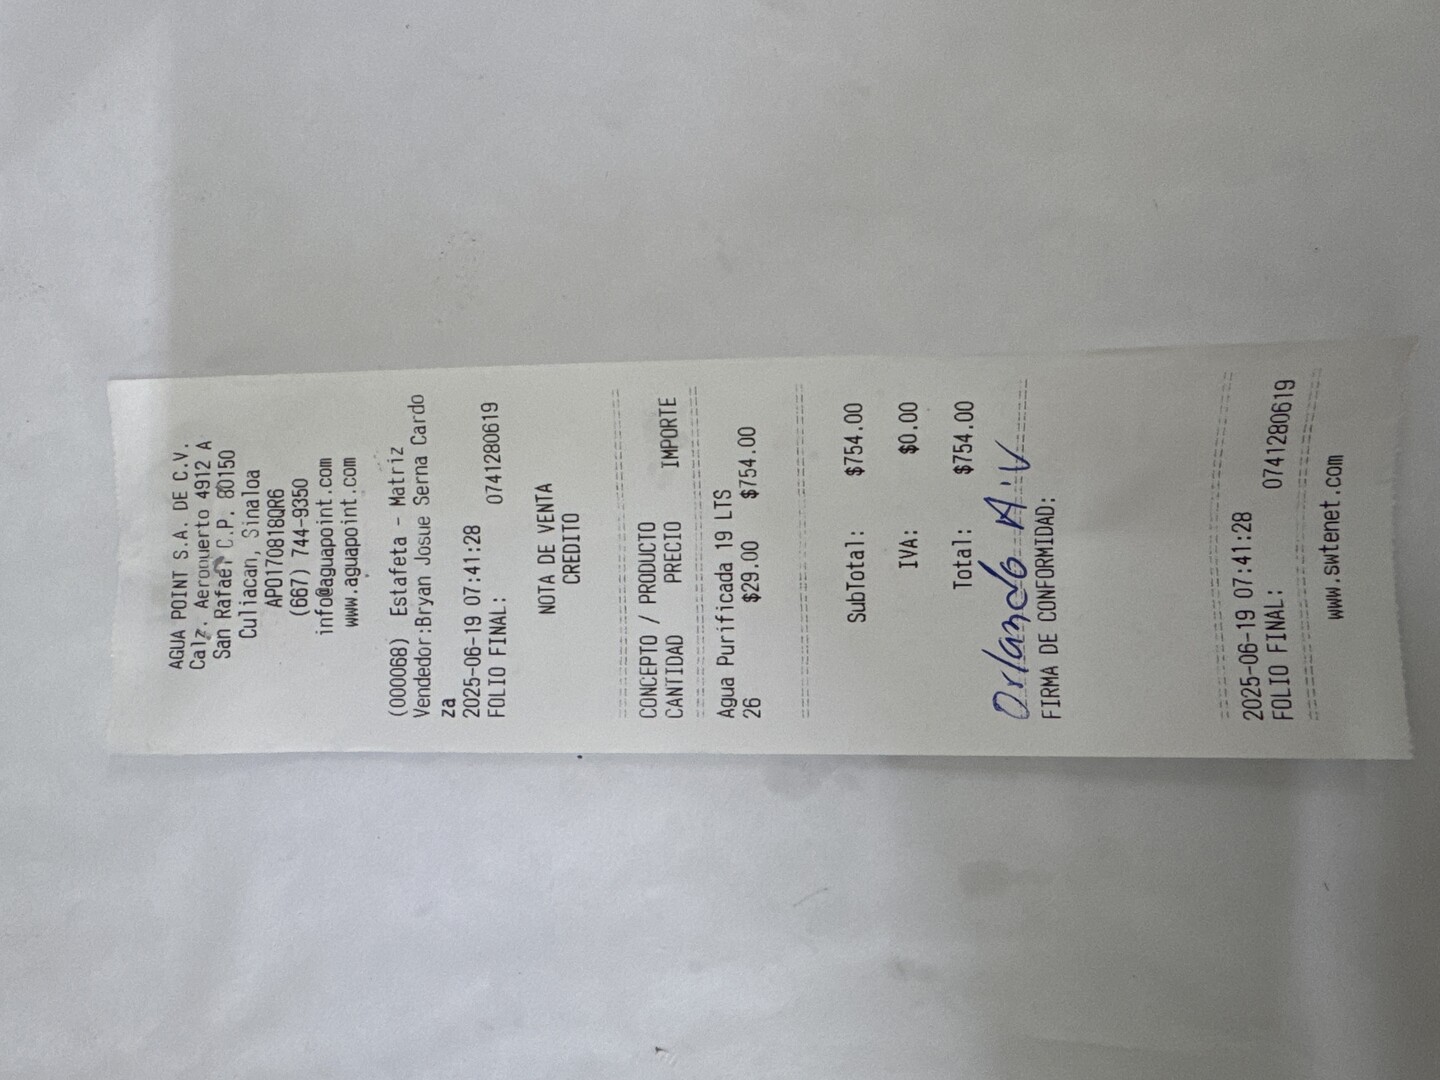 AGUA POINT S.A. DE C.V.
Calz. Aeropuerto 4912 A
San Rafael C.P. 80150
Culiacan, Sinaloa
APO170818QR6
(667) 744-9350
info@aguapoint.com
www.aguapoint.com
(000068) Estafeta - Matriz
Vendedor:Bryan Josue Serna Cardo
za
2025-06-19 07:41:28
FOLIO FINAL: 0741280619
NOTA DE VENTA
CREDITO
CONCEPTO / PRODUCTO
CANTIDAD PRECIO IMPORTE
Agua Purificada 19 LTS
26 $29.00 $754.00
SubTotal: $754.00
IVA: $0.00
Total: $754.00
Orlando A.V
FIRMA DE CONFORMIDAD:
2025-06-19 07:41:28
FOLIO FINAL: 0741280619
www.swtenet.com